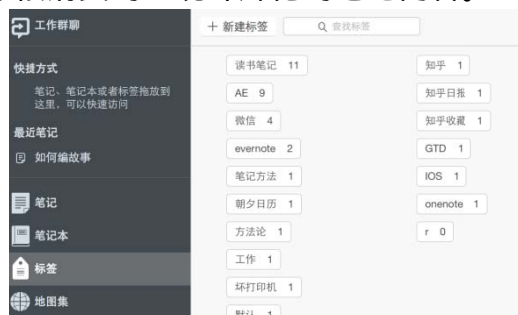 工作群聊
快捷方式
笔记、笔记本或者标签拖放到
这里，可以快速访问
最近笔记
如何编故事
笔记
笔记本
标签
地图集
+ 新建标签
查找标签
读书笔记 11
AE 9
微信 4
evernote 2
笔记方法 1
朝夕日历 1
方法论 1
工作 1
坏打印机 1
默认 1
知乎 1
知乎日报 1
知乎收藏 1
GTD 1
IOS 1
onenote 1
r 0